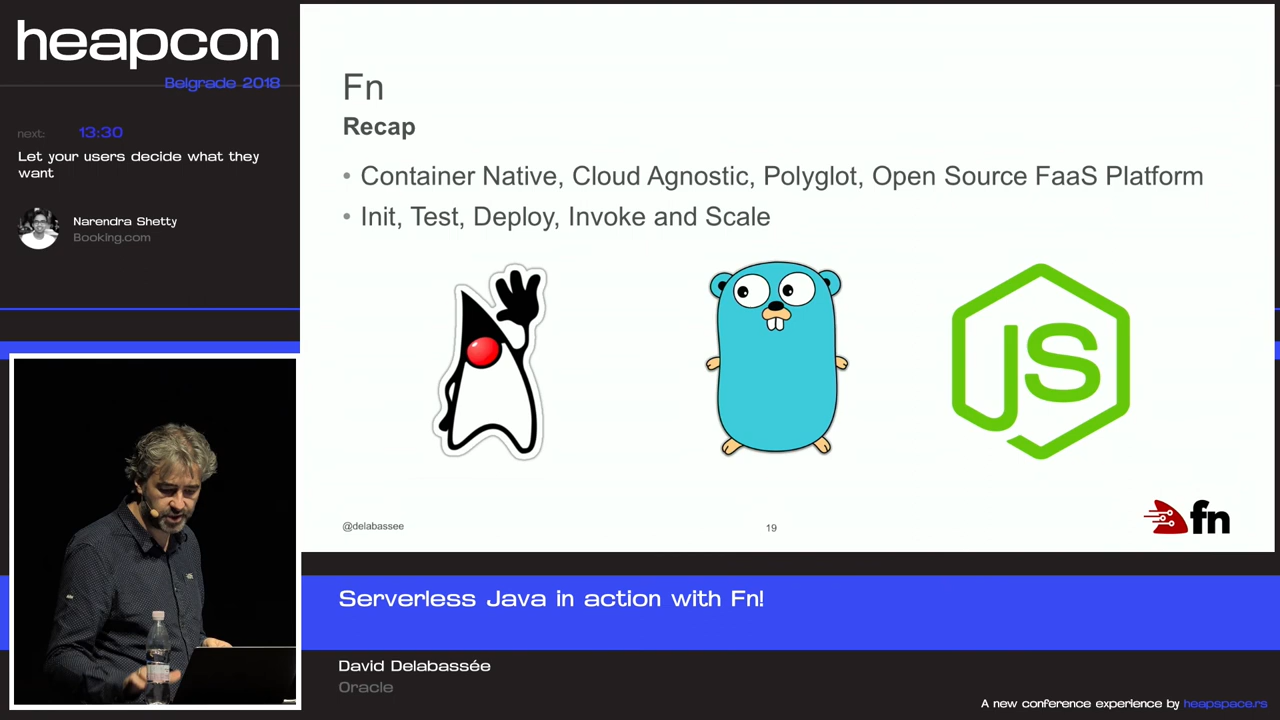 heapcon
Belgrade 2018
next: 13:30
Let your users decide what they
want
Narendra Shetty
Booking.com
Fn
Recap
• Container Native, Cloud Agnostic, Polyglot, Open Source FaaS Platform
• Init, Test, Deploy, Invoke and Scale
JS
@delabassee
19
fn
Serverless Java in action with Fn!
David Delabassée
Oracle
A new conference experience by heapspace.rs